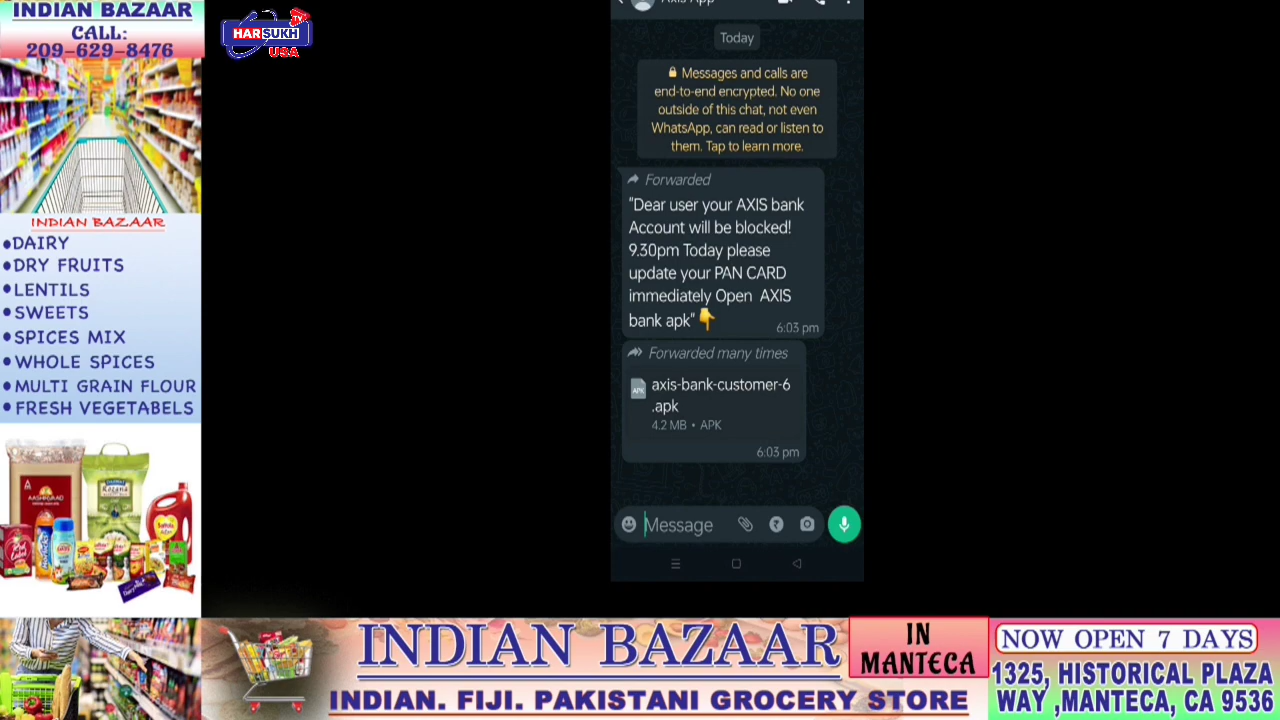 INDIAN BAZAAR
CALL:
209-629-8476
HARSUKH
TV
USA
INDIAN BAZAAR
•DAIRY
•DRY FRUITS
•LENTILS
•SWEETS
•SPICES MIX
•WHOLE SPICES
•MULTI GRAIN FLOUR
•FRESH VEGETABELS
Today
Messages and calls are
end-to-end encrypted. No one
outside of this chat, not even
WhatsApp, can read or listen to
them. Tap to learn more.
Forwarded
"Dear user your AXIS bank
Account will be blocked!
9.30pm Today please
update your PAN CARD
immediately Open AXIS
bank apk"👇
6:03 pm
Forwarded many times
APK
axis-bank-customer-6
.apk
4.2 MB • APK
6:03 pm
Message
INDIAN BAZAAR
INDIAN. FIJI. PAKISTANI GROCERY STORE
IN
MANTECA
NOW OPEN 7 DAYS
1325, HISTORICAL PLAZA
WAY ,MANTECA, CA 9536